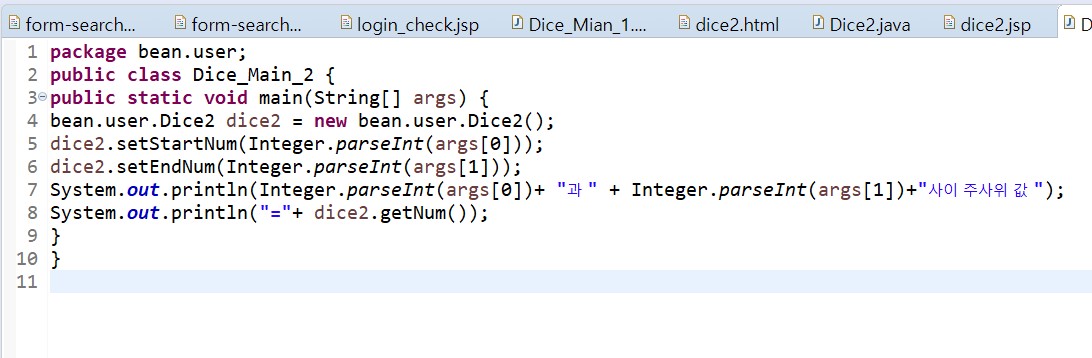 form-search... form-search... login_check.jsp Dice_Mian_1.... dice2.html Dice2.java dice2.jsp D
1 package bean.user;
2 public class Dice_Main_2 {
3 public static void main(String[] args) {
4 bean.user.Dice2 dice2 = new bean.user.Dice2();
5 dice2.setStartNum(Integer.parseInt(args[0]));
6 dice2.setEndNum(Integer.parseInt(args[1]));
7 System.out.println(Integer.parseInt(args[0])+ "과 " + Integer.parseInt(args[1])+"사이 주사위 값 ");
8 System.out.println("="+ dice2.getNum());
9 }
10 }
11